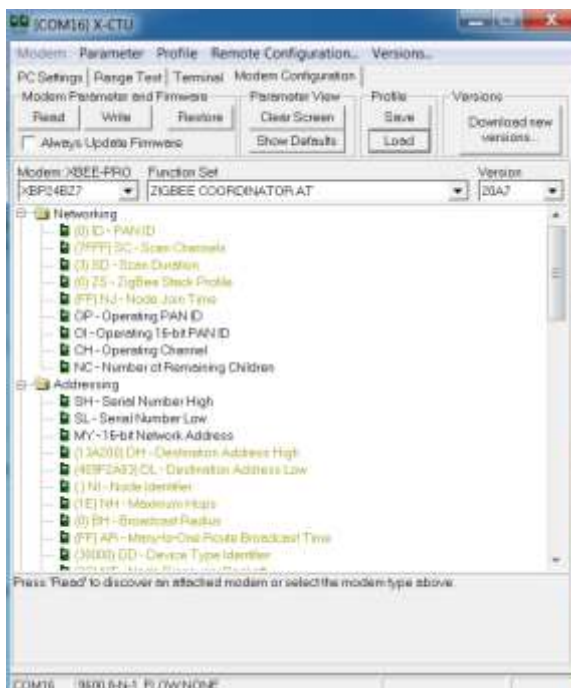 [COM16] X-CTU
Modem Parameter Profile Remote Configuration... Versions...
PC Settings Range Test Terminal Modem Configuration
Modem Parameter and Firmware Parameter View Profile Versions
Read Write Restore Clear Screen Save Download new versions...
Always Update Firmware Show Defaults Load
Modem: XBEE-PRO Function Set Version
XBP24BZ7 ZIGBEE COORDINATOR AT 20A7
Networking
(0) ID - PAN ID
(7FFF) SC - Scan Channels
(3) SD - Scan Duration
(0) ZS - ZigBee Stack Profile
(FF) NJ - Node Join Time
OP - Operating PAN ID
OI - Operating 16-bit PAN ID
CH - Operating Channel
NC - Number of Remaining Children
Addressing
SH - Serial Number High
SL - Serial Number Low
MY - 16-bit Network Address
(13A200) DH - Destination Address High
DL - Destination Address Low
( ) NI - Node Identifier
(1E) NH - Maximum Hops
(0) BH - Broadcast Radius
(FF) AR - Many-to-One Route Broadcast Time
(30000) DD - Device Type Identifier
Press 'Read' to discover an attached modem or select the modem type above.
COM16 9600 8-N-1 FLOW:NONE